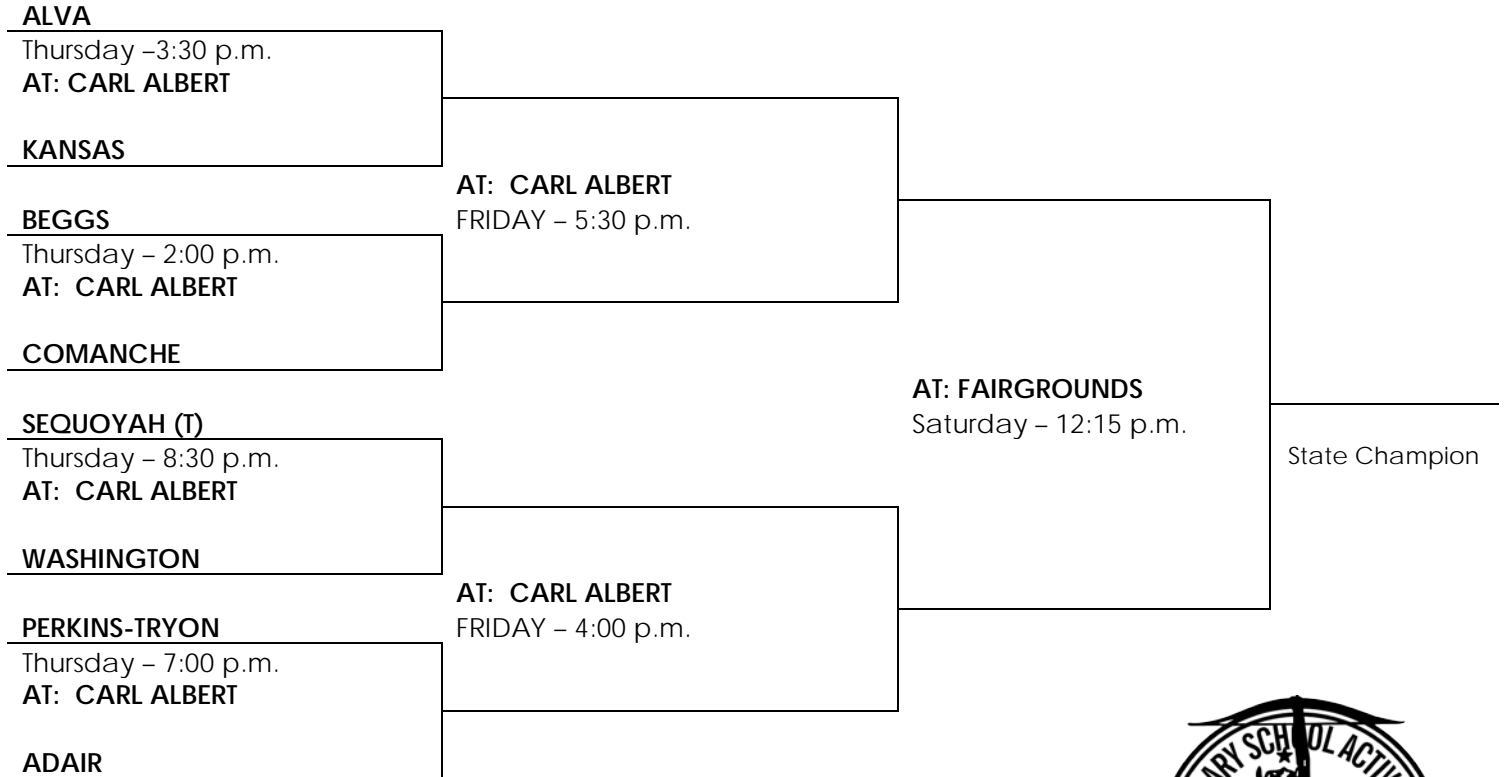 ALVA
Thursday –3:30 p.m.
AT: CARL ALBERT
KANSAS
BEGGS
Thursday – 2:00 p.m.
AT: CARL ALBERT
COMANCHE
SEQUOYAH (T)
Thursday – 8:30 p.m.
AT: CARL ALBERT
WASHINGTON
PERKINS-TRYON
Thursday – 7:00 p.m.
AT: CARL ALBERT
ADAIR
AT: CARL ALBERT
FRIDAY – 5:30 p.m.
AT: CARL ALBERT
FRIDAY – 4:00 p.m.
AT: FAIRGROUNDS
Saturday – 12:15 p.m.
State Champion
SCHOOL